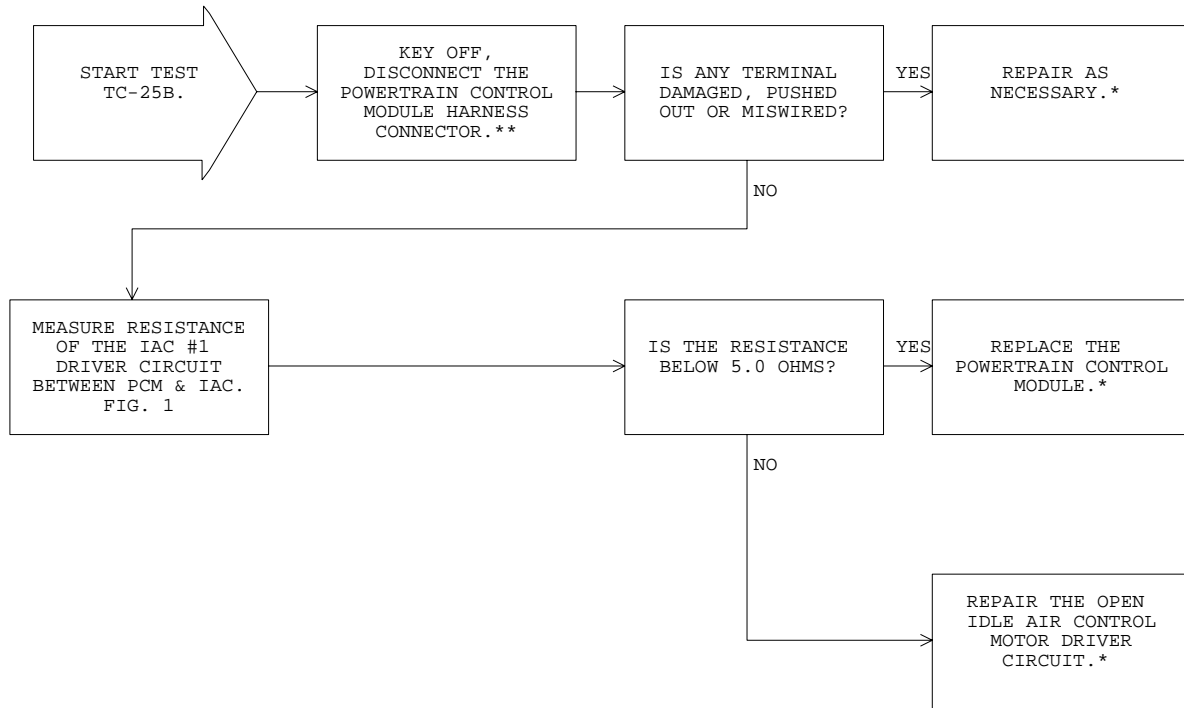 START TEST
TC-25B.
KEY OFF,
DISCONNECT THE
POWERTRAIN CONTROL
MODULE HARNESS
CONNECTOR.**
IS ANY TERMINAL
DAMAGED, PUSHED
OUT OR MISWIRED?
YES
REPAIR AS
NECESSARY.*
NO
MEASURE RESISTANCE
OF THE IAC #1
DRIVER CIRCUIT
BETWEEN PCM & IAC.
FIG. 1
IS THE RESISTANCE
BELOW 5.0 OHMS?
YES
REPLACE THE
POWERTRAIN CONTROL
MODULE.*
NO
REPAIR THE OPEN
IDLE AIR CONTROL
MOTOR DRIVER
CIRCUIT.*